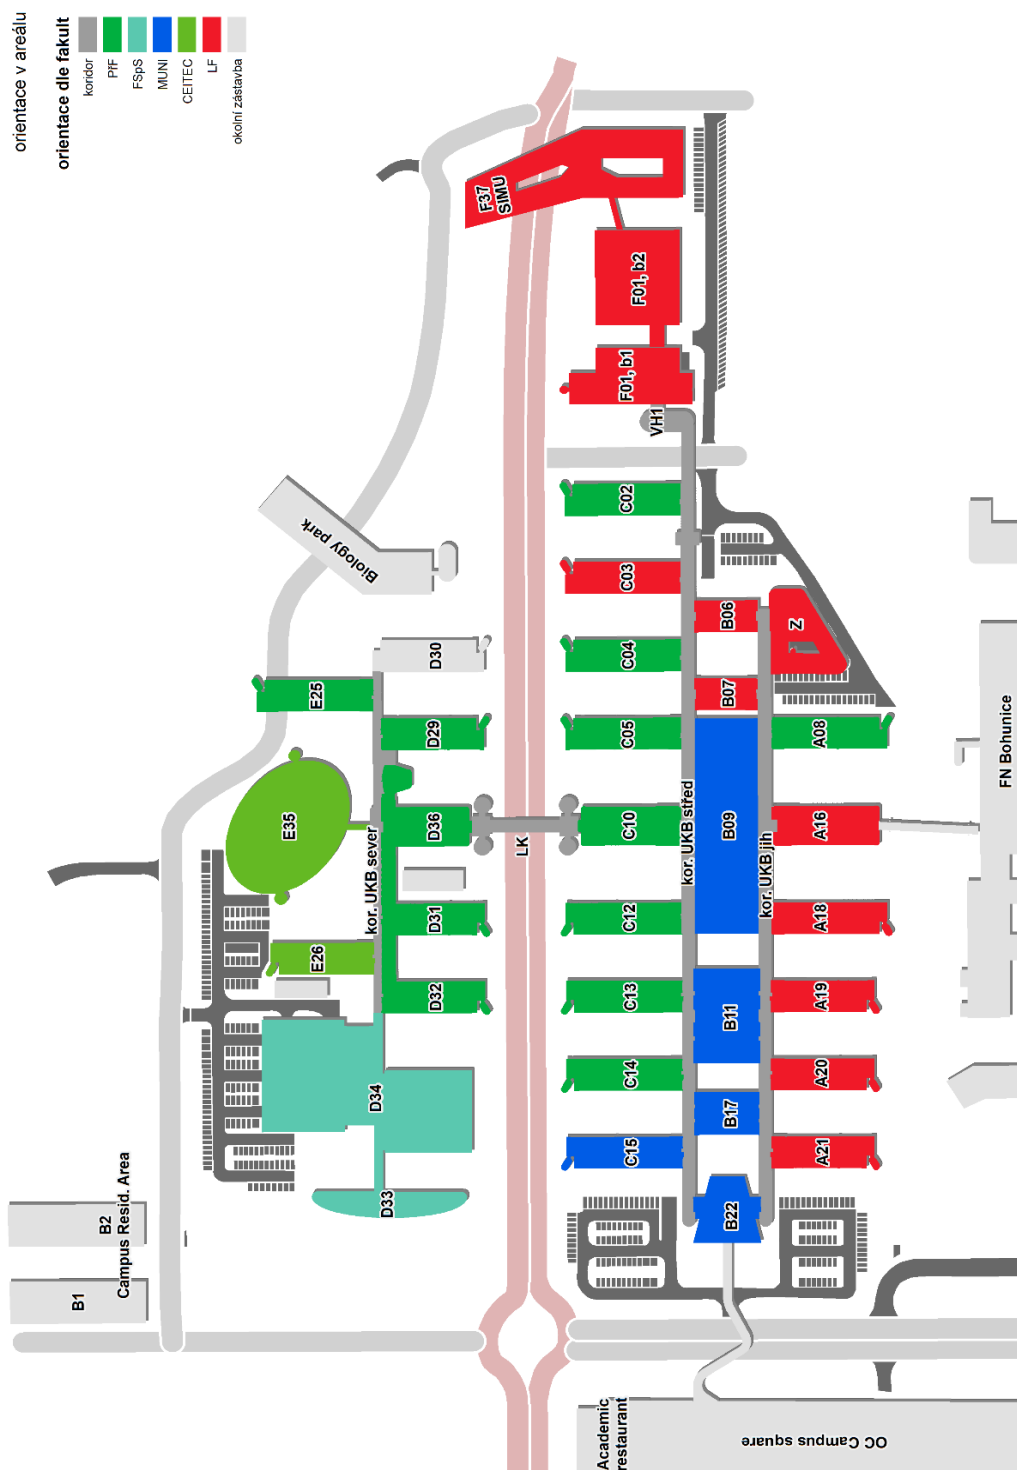 orientace v areálu
orientace dle fakult
koridor
PřF
FSpS
MUNI
CEITEC
LF
okolní zástavba
F37
SIMU
F01, b2
F01, b1
VH1
C02
C03
C04
C05
C10
C12
C13
C14
C15
B06
B07
B09
B11
B17
B22
Z
A08
A16
A18
A19
A20
A21
kor. UKB střed
kor. UKB jih
kor. UKB sever
LK
Biology park
D30
D29
D36
D31
D32
D34
D33
E25
E35
E26
B2
Campus Resid. Area
B1
FN Bohunice
Academic
restaurant
OC Campus square